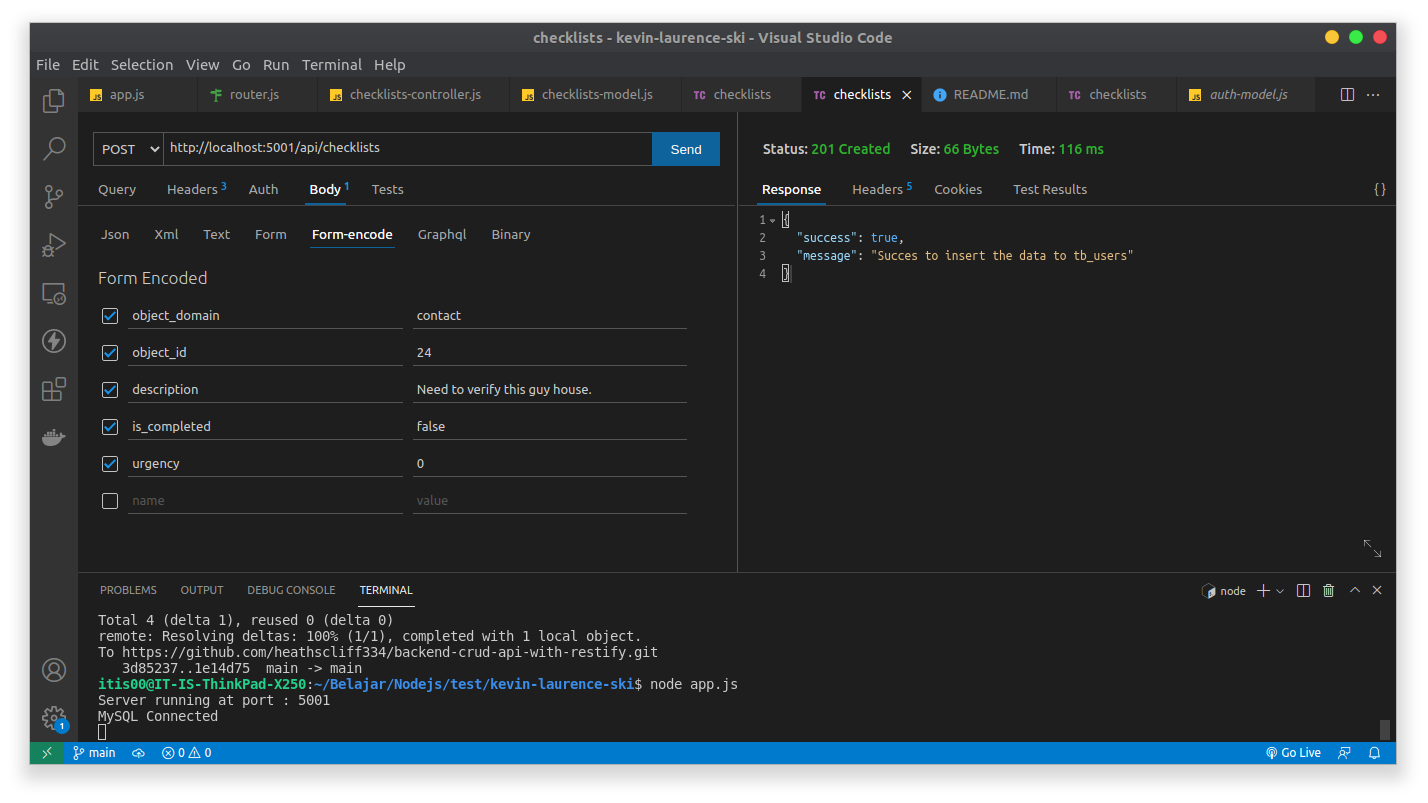 checklists - kevin-laurence-ski - Visual Studio Code
File Edit Selection View Go Run Terminal Help
JS app.js router.js JS checklists-controller.js JS checklists-model.js TC checklists TC checklists README.md TC checklists JS auth-model.js
POST http://localhost:5001/api/checklists Send
Query Headers 3 Auth Body 1 Tests
Json Xml Text Form Form-encode Graphql Binary
Form Encoded
object_domain contact
object_id 24
description Need to verify this guy house.
is_completed false
urgency 0
name value
Status: 201 Created Size: 66 Bytes Time: 116 ms
Response Headers 5 Cookies Test Results {}
1 {
2 "success": true,
3 "message": "Succes to insert the data to tb_users"
4 }
PROBLEMS OUTPUT DEBUG CONSOLE TERMINAL node
Total 4 (delta 1), reused 0 (delta 0)
remote: Resolving deltas: 100% (1/1), completed with 1 local object.
To https://github.com/heathscliff334/backend-crud-api-with-restify.git
3d85237..1e14d75 main -> main
itis00@IT-IS-ThinkPad-X250:~/Belajar/Nodejs/test/kevin-laurence-ski$ node app.js
Server running at port : 5001
MySQL Connected
1
main 0 0 Go Live